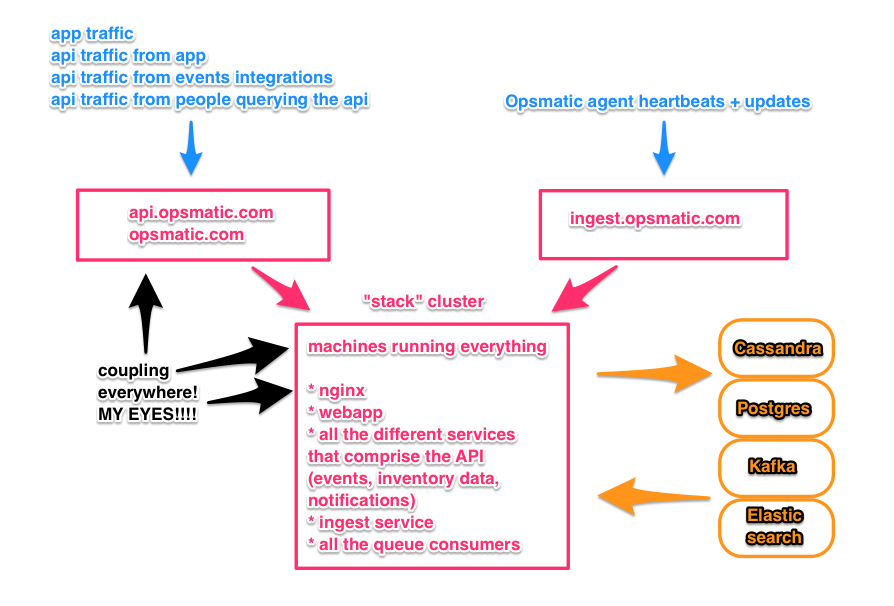 app traffic
api traffic from app
api traffic from events integrations
api traffic from people querying the api
Opsmatic agent heartbeats + updates
api.opsmatic.com
opsmatic.com
ingest.opsmatic.com
"stack" cluster
machines running everything
* nginx
* webapp
* all the different services
that comprise the API
(events, inventory data,
notifications)
* ingest service
* all the queue consumers
coupling
everywhere!
MY EYES!!!!
Cassandra
Postgres
Kafka
Elastic
search